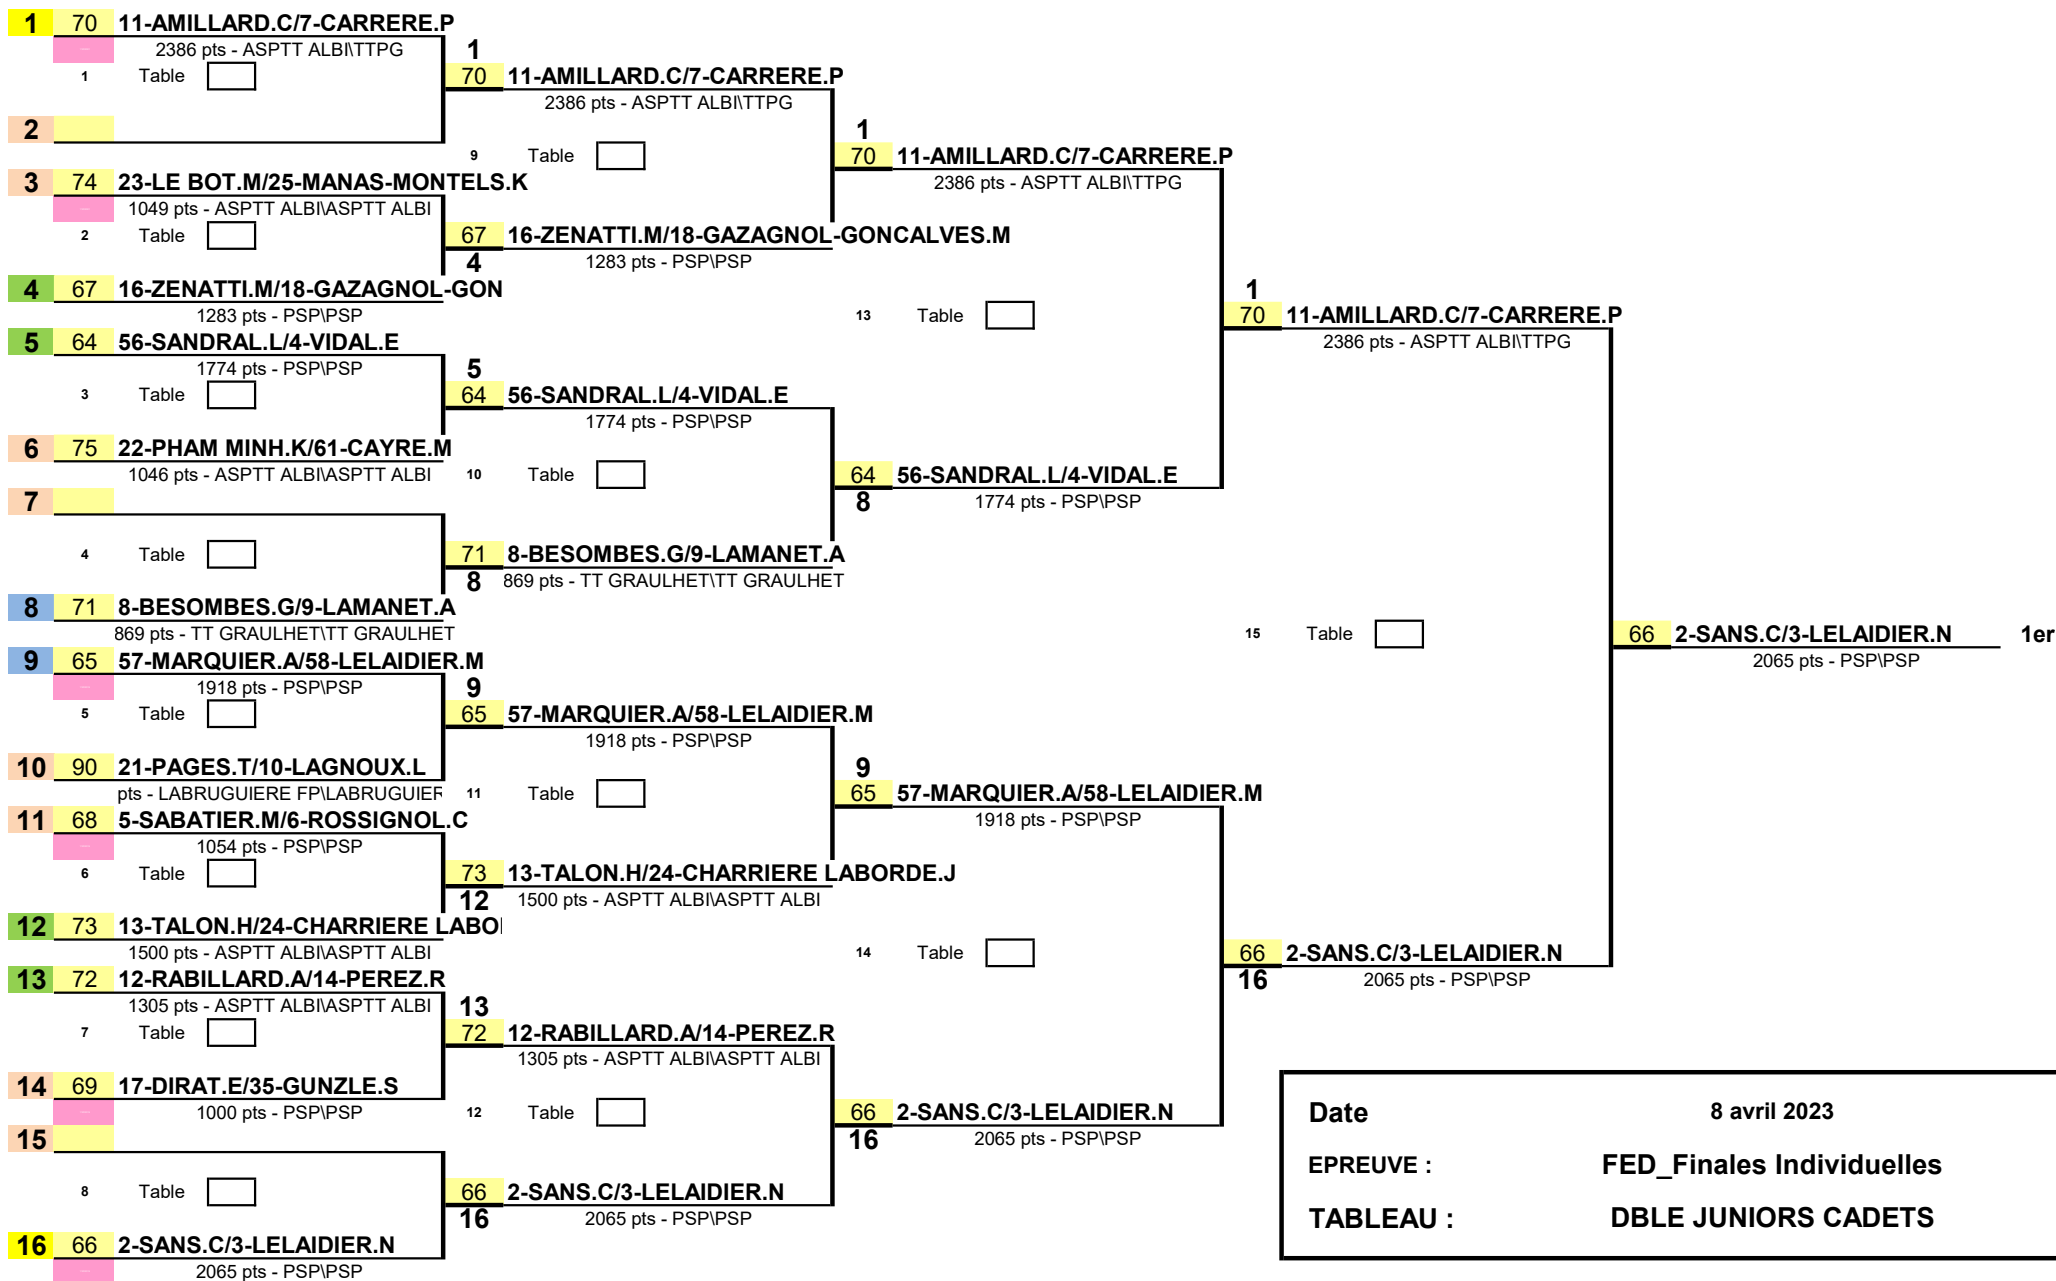 1 70 11-AMILLARD.C/7-CARRERE.P
2386 pts - ASPTT ALBI\TTPG
1 Table
2
3 74 23-LE BOT.M/25-MANAS-MONTELS.K
1049 pts - ASPTT ALBI\ASPTT ALBI
2 Table
4 67 16-ZENATTI.M/18-GAZAGNOL-GON
1283 pts - PSP\PSP
5 64 56-SANDRAL.L/4-VIDAL.E
1774 pts - PSP\PSP
3 Table
6 75 22-PHAM MINH.K/61-CAYRE.M
1046 pts - ASPTT ALBI\ASPTT ALBI
7
4 Table
8 71 8-BESOMBES.G/9-LAMANET.A
869 pts - TT GRAULHET\TT GRAULHET
9 65 57-MARQUIER.A/58-LELAIDIER.M
1918 pts - PSP\PSP
5 Table
10 90 21-PAGES.T/10-LAGNOUX.L
pts - LABRUGUIERE FP\LABRUGUIER
11 68 5-SABATIER.M/6-ROSSIGNOL.C
1054 pts - PSP\PSP
6 Table
12 73 13-TALON.H/24-CHARRIERE LABO
1500 pts - ASPTT ALBI\ASPTT ALBI
13 72 12-RABILLARD.A/14-PEREZ.R
1305 pts - ASPTT ALBI\ASPTT ALBI
7 Table
14 69 17-DIRAT.E/35-GUNZLE.S
1000 pts - PSP\PSP
15
8 Table
16 66 2-SANS.C/3-LELAIDIER.N
2065 pts - PSP\PSP
1
70 11-AMILLARD.C/7-CARRERE.P
2386 pts - ASPTT ALBI\TTPG
9 Table
67 16-ZENATTI.M/18-GAZAGNOL-GONCALVES.M
4 1283 pts - PSP\PSP
5
64 56-SANDRAL.L/4-VIDAL.E
1774 pts - PSP\PSP
10 Table
71 8-BESOMBES.G/9-LAMANET.A
8 869 pts - TT GRAULHET\TT GRAULHET
9
65 57-MARQUIER.A/58-LELAIDIER.M
1918 pts - PSP\PSP
11 Table
73 13-TALON.H/24-CHARRIERE LABORDE.J
12 1500 pts - ASPTT ALBI\ASPTT ALBI
13
72 12-RABILLARD.A/14-PEREZ.R
1305 pts - ASPTT ALBI\ASPTT ALBI
12 Table
66 2-SANS.C/3-LELAIDIER.N
16 2065 pts - PSP\PSP
1
70 11-AMILLARD.C/7-CARRERE.P
2386 pts - ASPTT ALBI\TTPG
13 Table
64 56-SANDRAL.L/4-VIDAL.E
8 1774 pts - PSP\PSP
9
65 57-MARQUIER.A/58-LELAIDIER.M
1918 pts - PSP\PSP
14 Table
66 2-SANS.C/3-LELAIDIER.N
16 2065 pts - PSP\PSP
1
70 11-AMILLARD.C/7-CARRERE.P
2386 pts - ASPTT ALBI\TTPG
15 Table
66 2-SANS.C/3-LELAIDIER.N
16 2065 pts - PSP\PSP
66 2-SANS.C/3-LELAIDIER.N 1er
2065 pts - PSP\PSP
Date 8 avril 2023
EPREUVE : FED_Finales Individuelles
TABLEAU : DBLE JUNIORS CADETS